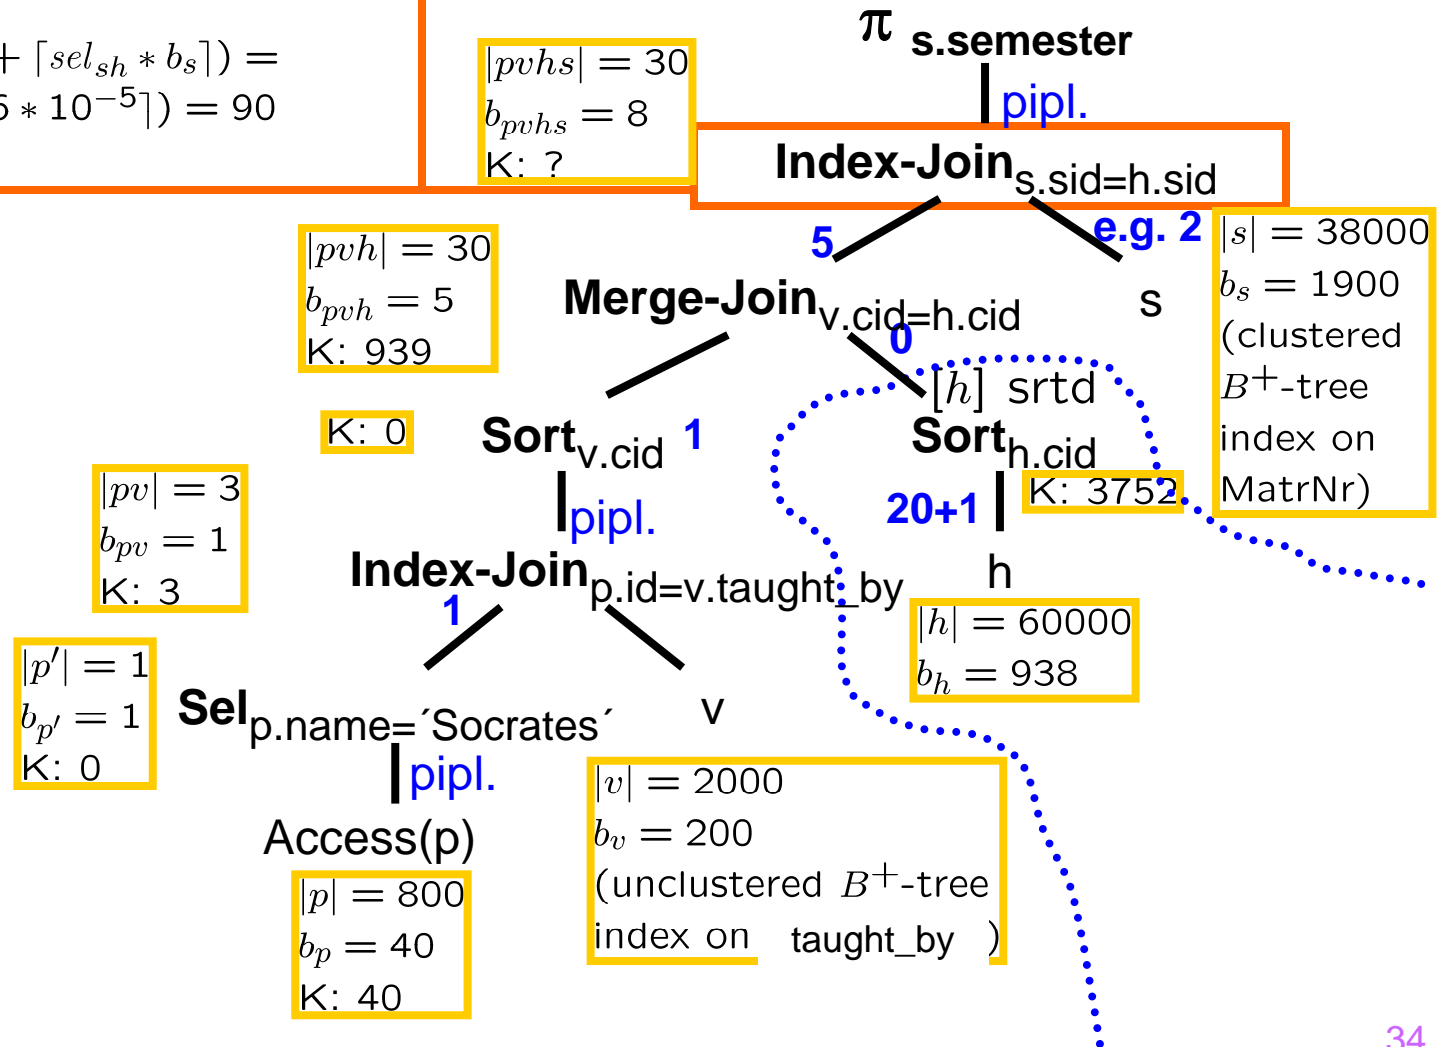 + ⌈sel_sh * b_s⌉) =
6 * 10^−5⌉) = 90
π s.semester
pipl.
|pvhs| = 30
b_pvhs = 8
K: ?
Index-Join s.sid=h.sid
5
e.g. 2
|s| = 38000
b_s = 1900
(clustered
B^+-tree
index on
MatrNr)
|pvh| = 30
b_pvh = 5
K: 939
Merge-Join v.cid=h.cid
s
0
[h] srtd
K: 0
Sort v.cid
1
Sort h.cid
K: 3752
|pv| = 3
b_pv = 1
K: 3
pipl.
20+1
Index-Join p.id=v.taught_by
h
1
|h| = 60000
b_h = 938
|p′| = 1
b_p′ = 1
K: 0
Sel p.name=´Socrates´
v
pipl.
|v| = 2000
b_v = 200
(unclustered B^+-tree
index on taught_by )
Access(p)
|p| = 800
b_p = 40
K: 40
34